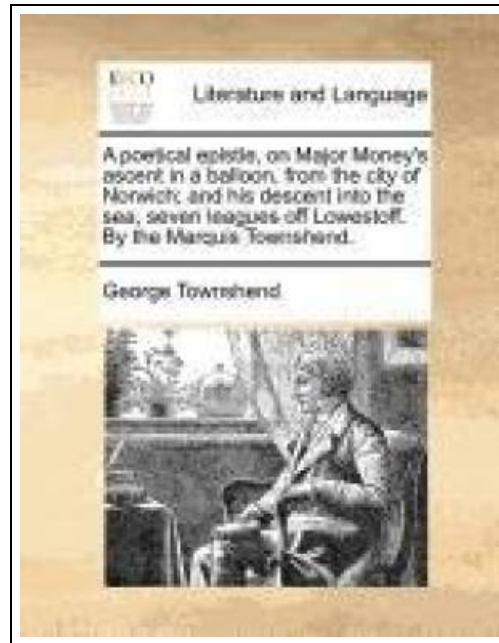 ECCO
Literature and Language
A poetical epistle, on Major Money's
ascent in a balloon, from the city of
Norwich; and his descent into the
sea, seven leagues off Lowestoff.
By the Marquis Townshend.
George Townshend